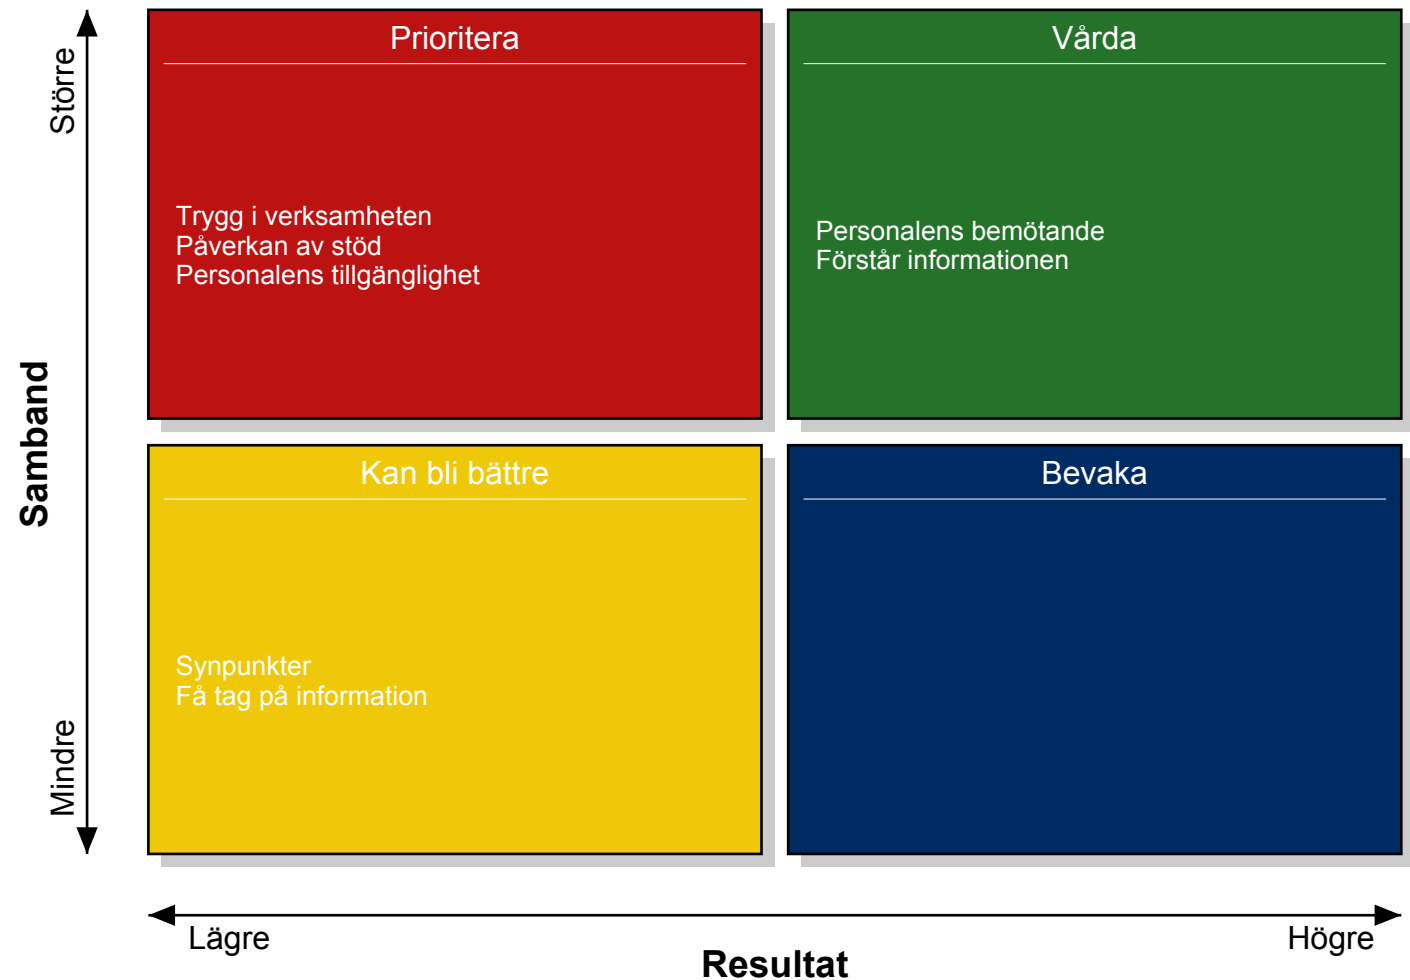 Större
Prioritera
Trygg i verksamheten
Påverkan av stöd
Personalens tillgänglighet
Vårda
Personalens bemötande
Förstår informationen
Samband
Kan bli bättre
Synpunkter
Få tag på information
Bevaka
Mindre
Lägre
Högre
Resultat